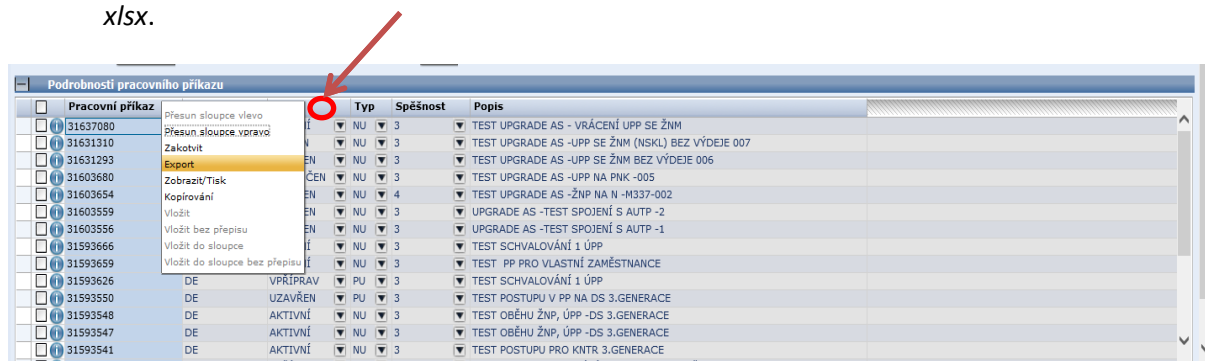 xlsx.
Podrobnosti pracovního příkazu
Pracovní příkaz Typ Spěšnost Popis
Přesun sloupce vlevo
Přesun sloupce vpravo
Zakotvit
Export
Zobrazit/Tisk
Kopírování
Vložit
Vložit bez přepisu
Vložit do sloupce
Vložit do sloupce bez přepisu
31637080 Í NU 3 TEST UPGRADE AS - VRÁCENÍ UPP SE ŽNM
31631310 N NU 3 TEST UPGRADE AS -UPP SE ŽNM (NSKL) BEZ VÝDEJE 007
31631293 EN NU 3 TEST UPGRADE AS -UPP SE ŽNM BEZ VÝDEJE 006
31603680 ČEN NU 3 TEST UPGRADE AS -UPP NA PNK -005
31603654 EN NU 4 TEST UPGRADE AS -ŽNP NA N -M337-002
31603559 EN NU 3 UPGRADE AS -TEST SPOJENÍ S AUTP -2
31603556 EN NU 3 UPGRADE AS -TEST SPOJENÍ S AUTP -1
31593666 Í NU 3 TEST SCHVALOVÁNÍ 1 ÚPP
31593659 Í NU 3 TEST PP PRO VLASTNÍ ZAMĚSTNANCE
31593626 DE VPŘÍPRAV PU 3 TEST SCHVALOVÁNÍ 1 ÚPP
31593550 DE UZAVŘEN PU 3 TEST POSTUPU V PP NA DS 3.GENERACE
31593548 DE AKTIVNÍ NU 3 TEST OBĚHU ŽNP, ÚPP -DS 3.GENERACE
31593547 DE AKTIVNÍ NU 3 TEST OBĚHU ŽNP, ÚPP -DS 3.GENERACE
31593541 DE AKTIVNÍ NU 3 TEST POSTUPU PRO KNTR 3.GENERACE